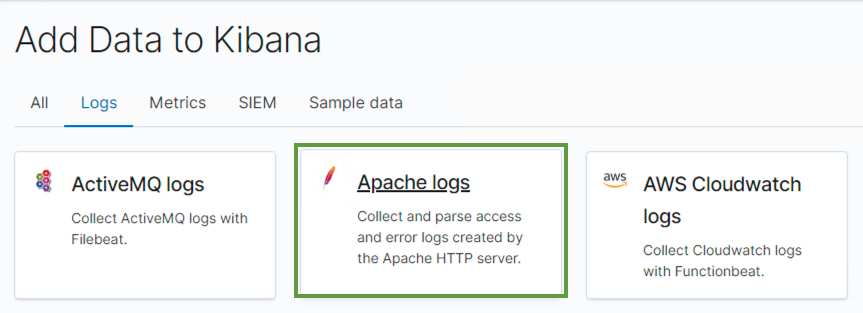 Add Data to Kibana
All Logs Metrics SIEM Sample data
ActiveMQ logs
Collect ActiveMQ logs with
Filebeat.
Apache logs
Collect and parse access
and error logs created by
the Apache HTTP server.
aws
AWS Cloudwatch
logs
Collect Cloudwatch logs
with Functionbeat.